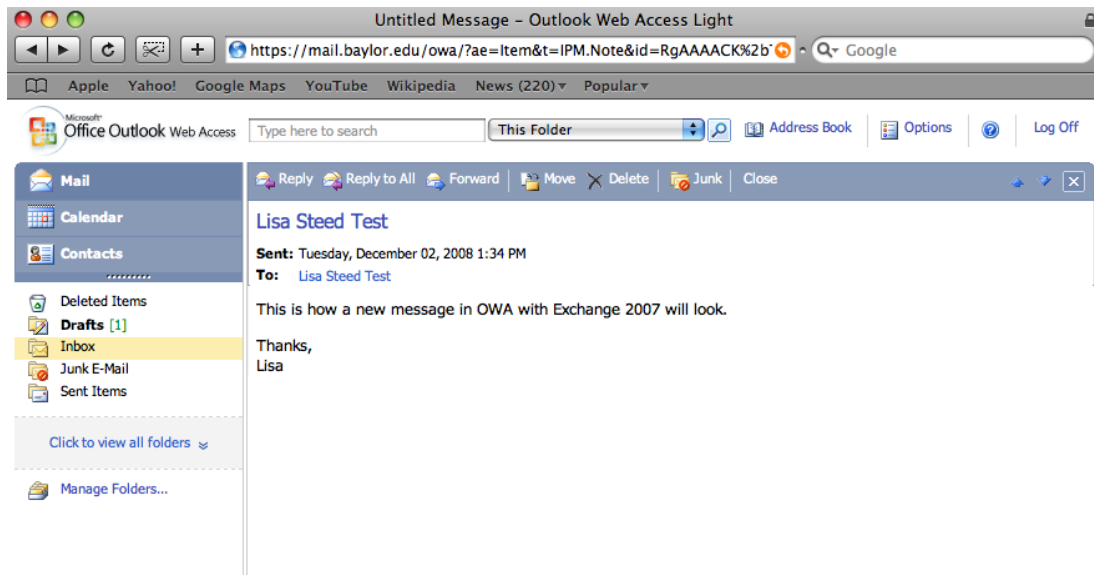 Untitled Message – Outlook Web Access Light
https://mail.baylor.edu/owa/?ae=Item&t=IPM.Note&id=RgAAAACK%2b Google
Apple Yahoo! Google Maps YouTube Wikipedia News (220) Popular
Microsoft
Office Outlook Web Access Type here to search This Folder Address Book Options Log Off
Mail Reply Reply to All Forward Move Delete Junk Close
Calendar
Lisa Steed Test
Contacts
Sent: Tuesday, December 02, 2008 1:34 PM
To: Lisa Steed Test
Deleted Items
This is how a new message in OWA with Exchange 2007 will look.
Drafts [1]
Inbox
Thanks,
Junk E-Mail
Lisa
Sent Items
Click to view all folders
Manage Folders...